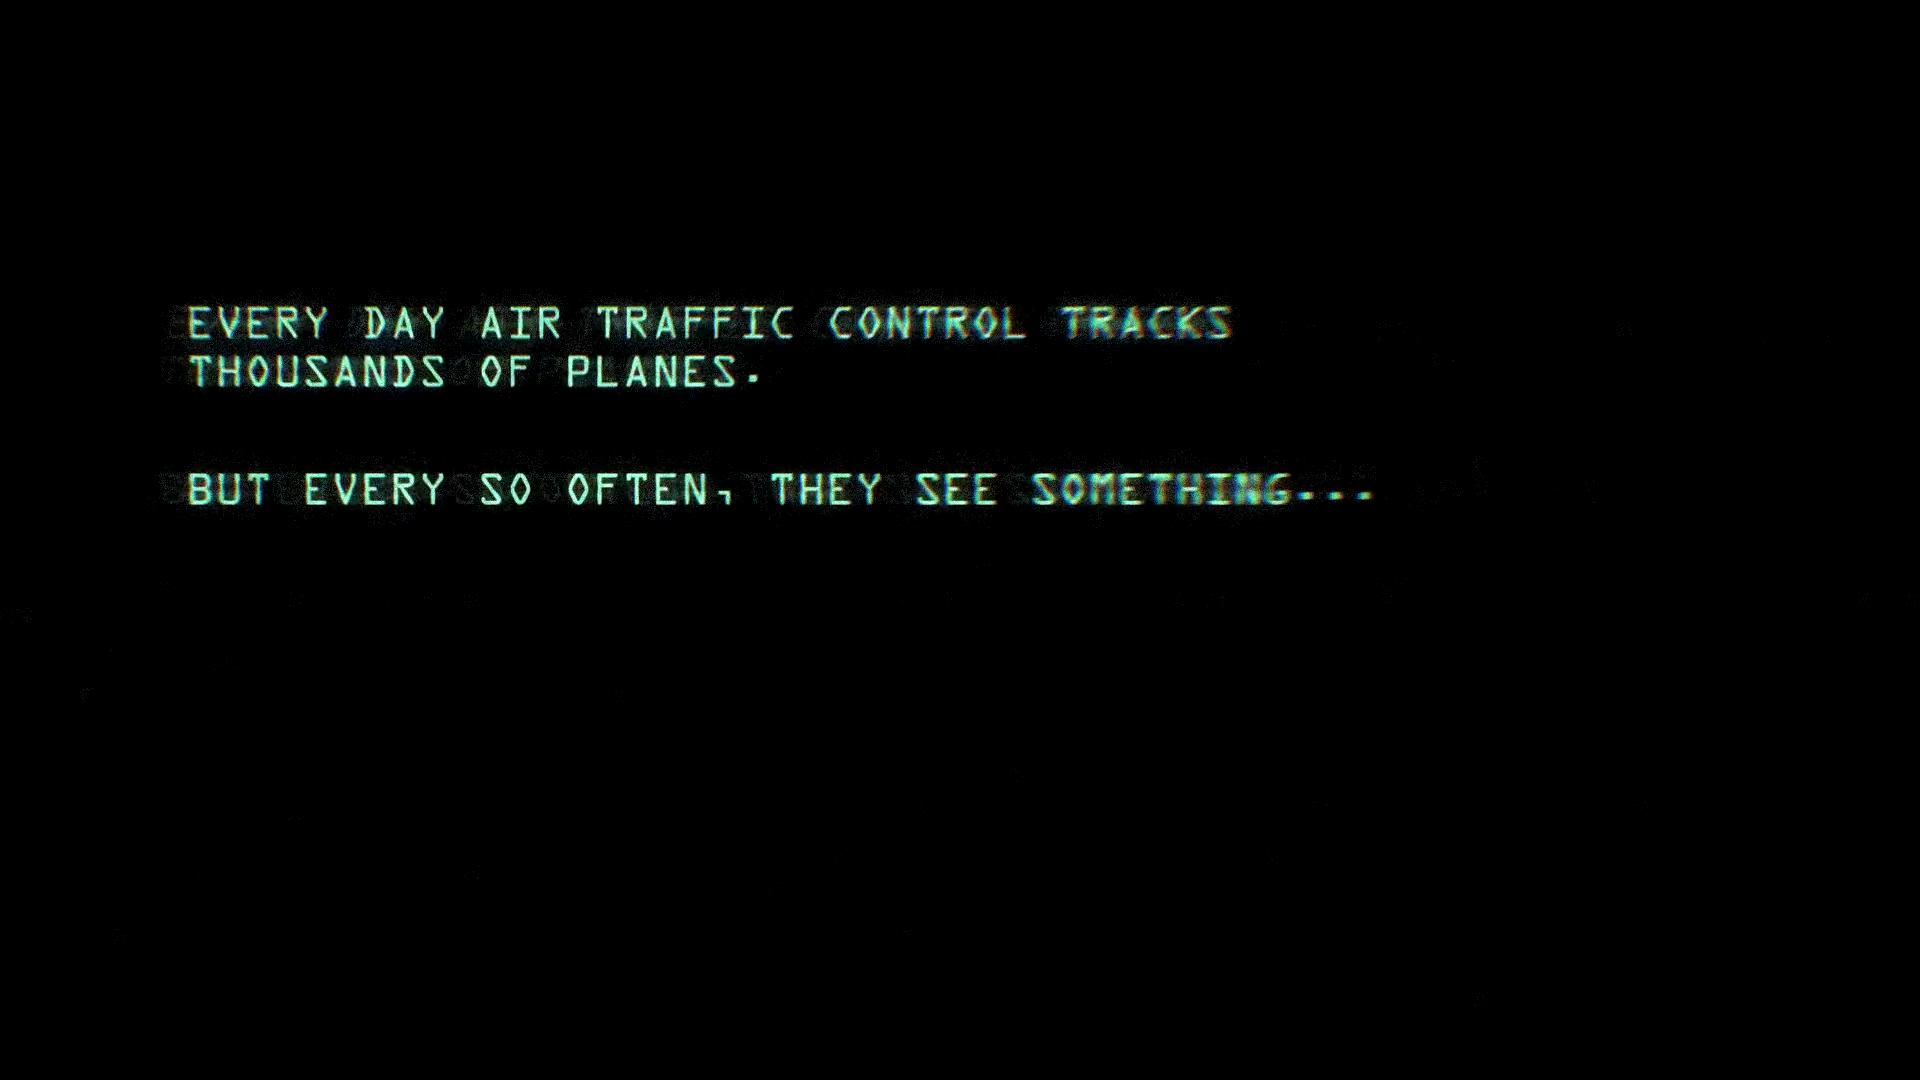 EVERY DAY AIR TRAFFIC CONTROL TRACKS
THOUSANDS OF PLANES.
BUT EVERY SO OFTEN, THEY SEE SOMETHING...